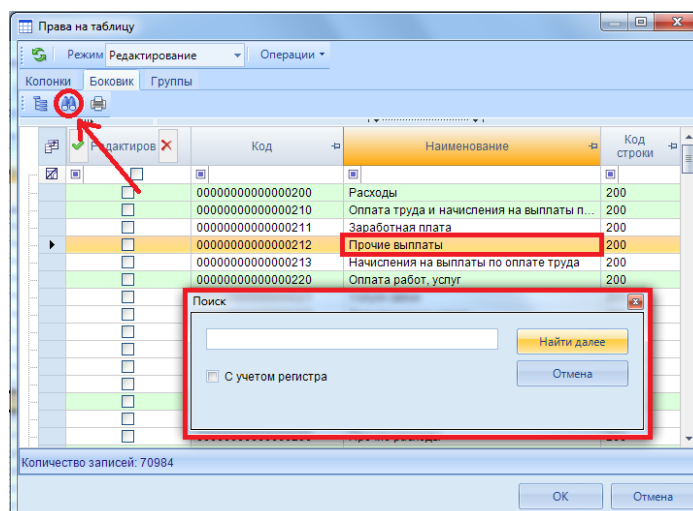 Права на таблицу
Режим Редактирование Операции
Колонки Боковик Группы
Редактиров Код Наименование Код строки
00000000000000200 Расходы 200
00000000000000210 Оплата труда и начисления на выплаты п... 200
00000000000000211 Заработная плата 200
00000000000000212 Прочие выплаты 200
00000000000000213 Начисления на выплаты по оплате труда 200
00000000000000220 Оплата работ, услуг 200
Поиск
Найти далее
С учетом регистра
Отмена
Количество записей: 70984
ОК Отмена